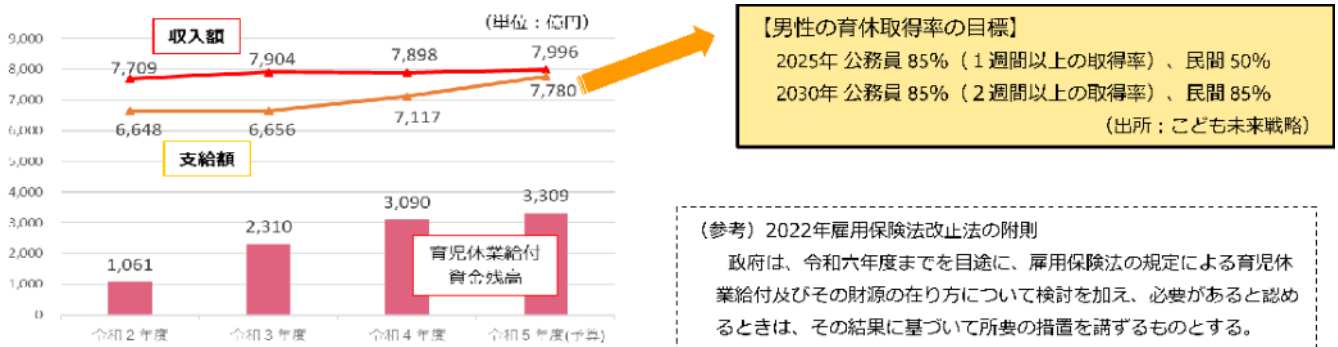 (単位：億円)
9,000
8,000
7,000
6,000
5,000
4,000
3,000
2,000
1,000
0
収入額
7,709
7,904
7,898
7,996
6,648
6,656
7,117
7,780
支給額
1,061
2,310
3,090
3,309
育児休業給付
資金残高
令和2年度
令和3年度
令和4年度
令和5年度(予算)
【男性の育休取得率の目標】
2025年 公務員 85%（１週間以上の取得率）、民間 50%
2030年 公務員 85%（２週間以上の取得率）、民間 85%
（出所：こども未来戦略）
（参考）2022年雇用保険法改正法の附則
政府は、令和六年度までを目途に、雇用保険法の規定による育児休
業給付及びその財源の在り方について検討を加え、必要があると認め
るときは、その結果に基づいて所要の措置を講ずるものとする。